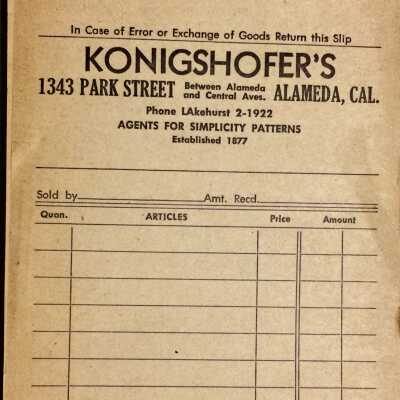 In Case of Error or Exchange of Goods Return this Slip
KONIGSHOFER'S
1343 PARK STREET Between Alameda and Central Aves. ALAMEDA, CAL.
Phone LAkehurst 2-1922
AGENTS FOR SIMPLICITY PATTERNS
Established 1877
Sold by Amt. Recd.
Quan. ARTICLES Price Amount